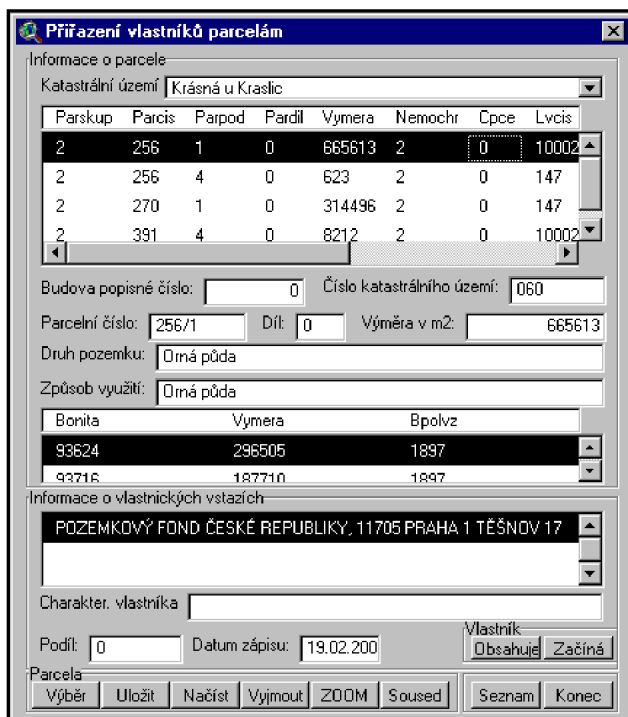 Přiřazení vlastníků parcelám
Informace o parcele
Katastrální území Krásná u Kraslic
Parskup Parcis Parpod Pardil Vymera Nemochr Cpce Lvcis
2 256 1 0 665613 2 0 10002
2 256 4 0 623 2 0 147
2 270 1 0 314496 2 0 147
2 391 4 0 8212 2 0 10002
Budova popisné číslo: 0 Číslo katastrálního území: 060
Parcelní číslo: 256/1 Díl: 0 Výměra v m2: 665613
Druh pozemku: Orná půda
Způsob využití: Orná půda
Bonita Vymera Bpolvz
93624 296505 1897
93716 187710 1897
Informace o vlastnických vstazích
POZEMKOVÝ FOND ČESKÉ REPUBLIKY, 11705 PRAHA 1 TĚŠNOV 17
Charakter. vlastníka
Vlastník
Podíl: 0 Datum zápisu: 19.02.200 Obsahuje Začíná
Parcela
Výběr Uložit Načíst Vyjmout ZOOM Soused Seznam Konec